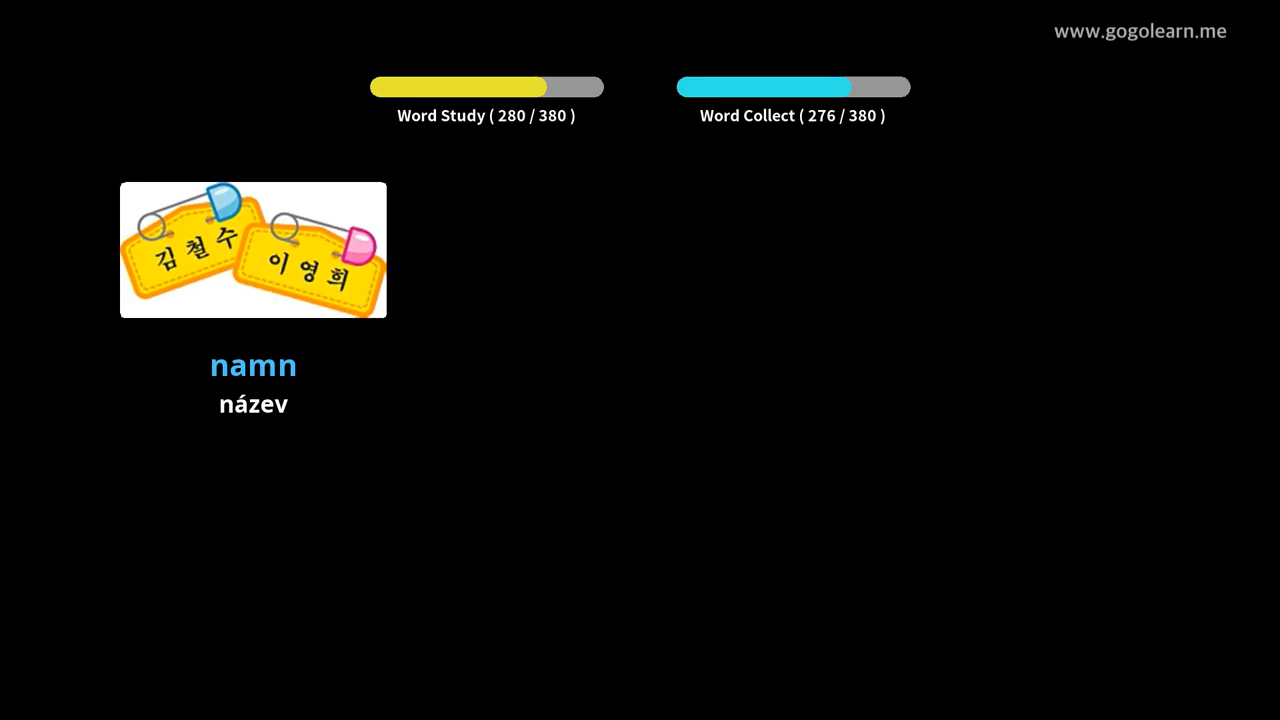 www.gogolearn.me
Word Study ( 280 / 380 )
Word Collect ( 276 / 380 )
김철수
이영희
namn
název